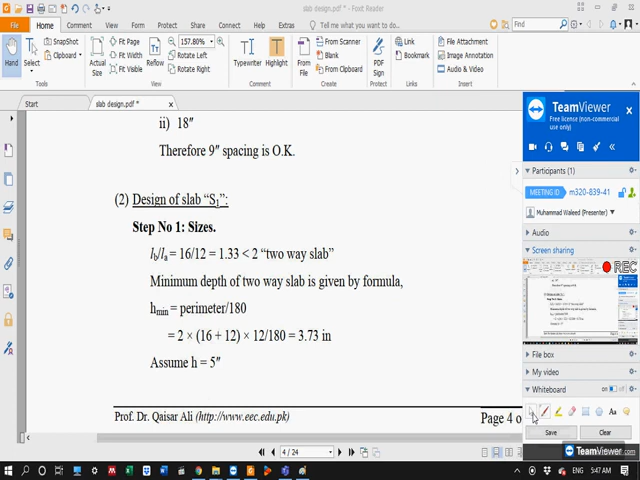 slab design.pdf * - Foxit Reader
File
Home
Comment
View
Form
Protect
Share
Connect
Extras
Help
Tell me what you want to do..
SnapShot
Clipboard
Hand
Select
Actual Size
Fit Page
Fit Width
Fit Visible
Reflow
157.80%
Rotate Left
Rotate Right
Typewriter
Highlight
From File
From Scanner
Blank
From Clipboard
PDF Sign
Link
Bookmark
File Attachment
Image Annotation
Audio & Video
Tools
View
Comment
Create
Protect
Links
Insert
Start
slab design.pdf *
ii) 18″
Therefore 9″ spacing is O.K.
(2) Design of slab “S1”:
Step No 1: Sizes.
lb/la = 16/12 = 1.33 < 2 “two way slab”
Minimum depth of two way slab is given by formula,
hmin = perimeter/180
= 2 × (16 + 12) × 12/180 = 3.73 in
Assume h = 5″
Prof. Dr. Qaisar Ali (http://www.eec.edu.pk)
Page 4 o
TeamViewer
Free license (non-commercial use only)
Participants (1)
MEETING ID
m320-839-41
Muhammad Waleed (Presenter)
Audio
Screen sharing
REC
File box
My video
Whiteboard
on
off
Aa
Save
Clear
www.teamviewer.com
4 / 24
ENG
5:47 AM